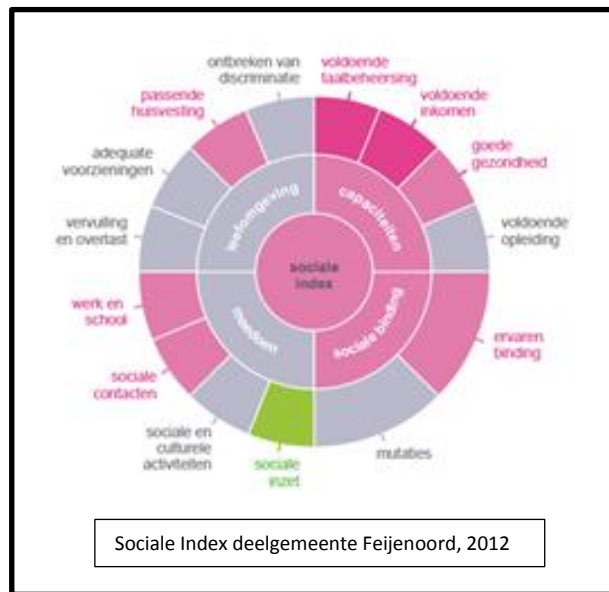 ontbreken van
discriminatie
voldoende
taalbeheersing
voldoende
inkomen
goede
gezondheid
voldoende
opleiding
ervaren
binding
mutaties
sociale
inzet
sociale en
culturele
activiteiten
sociale
contacten
werk en
school
vervuiling
en overlast
adequate
voorzieningen
passende
huisvesting
leefomgeving
capaciteiten
sociale binding
meedoen
sociale
index
Sociale Index deelgemeente Feijenoord, 2012